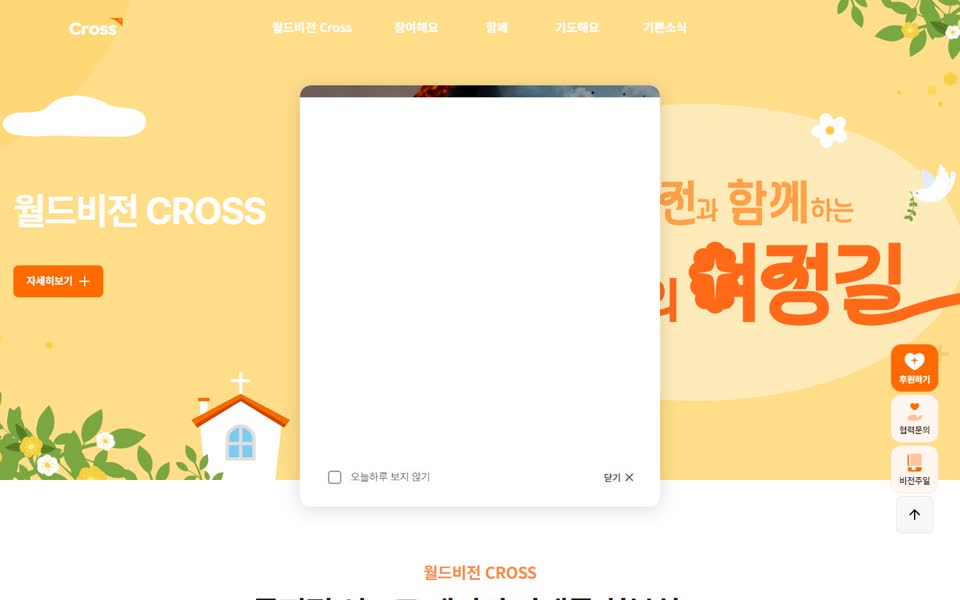 Cross
월드비전 Cross
참여해요
함께
기도해요
기쁜소식
월드비전 CROSS
자세히보기
전과 함께하는
의 여정길
후원하기
협력문의
비전주일
오늘하루 보지 않기
닫기
월드비전 CROSS